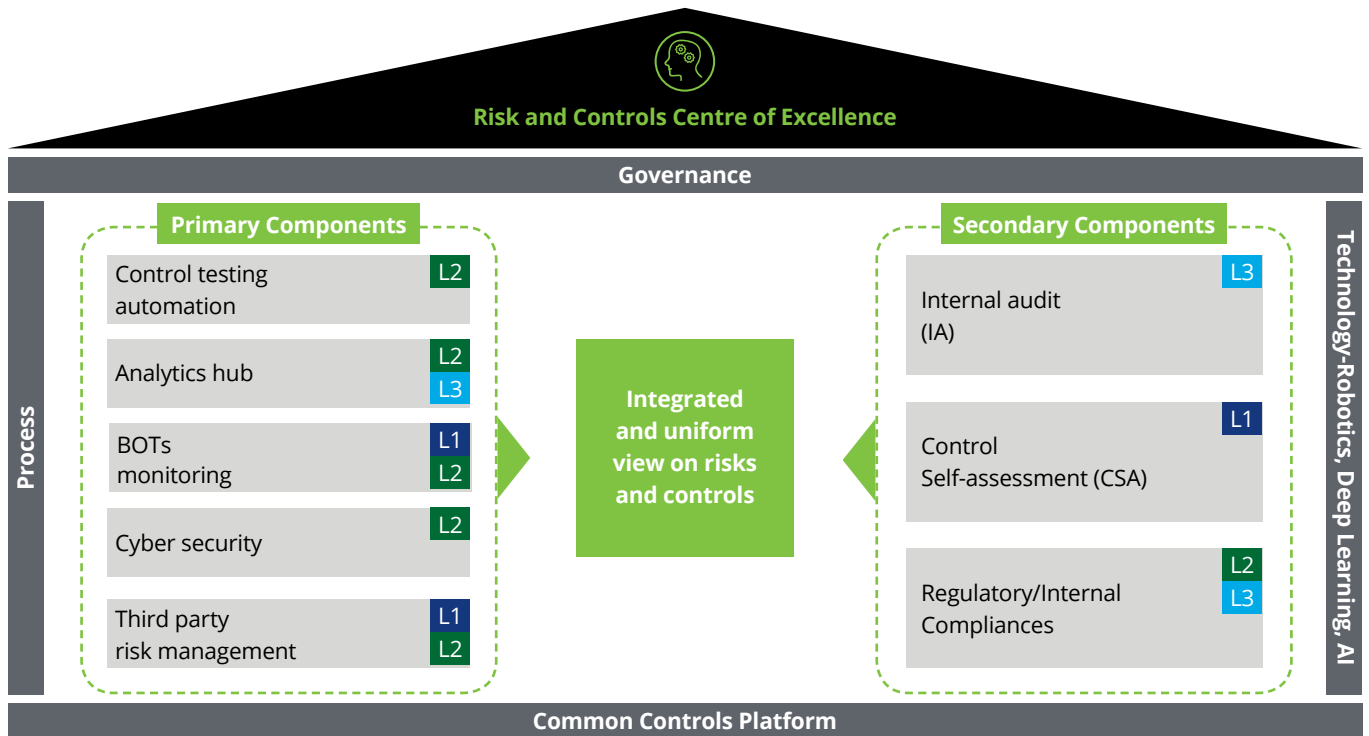 Risk and Controls Centre of Excellence
Governance
Process
Primary Components
Control testing
automation
L2
Analytics hub
L2
L3
BOTs
monitoring
L1
L2
Cyber security
L2
Third party
risk management
L1
L2
Integrated
and uniform
view on risks
and controls
Secondary Components
Internal audit
(IA)
L3
Control
Self-assessment (CSA)
L1
Regulatory/Internal
Compliances
L2
L3
Technology-Robotics, Deep Learning, AI
Common Controls Platform